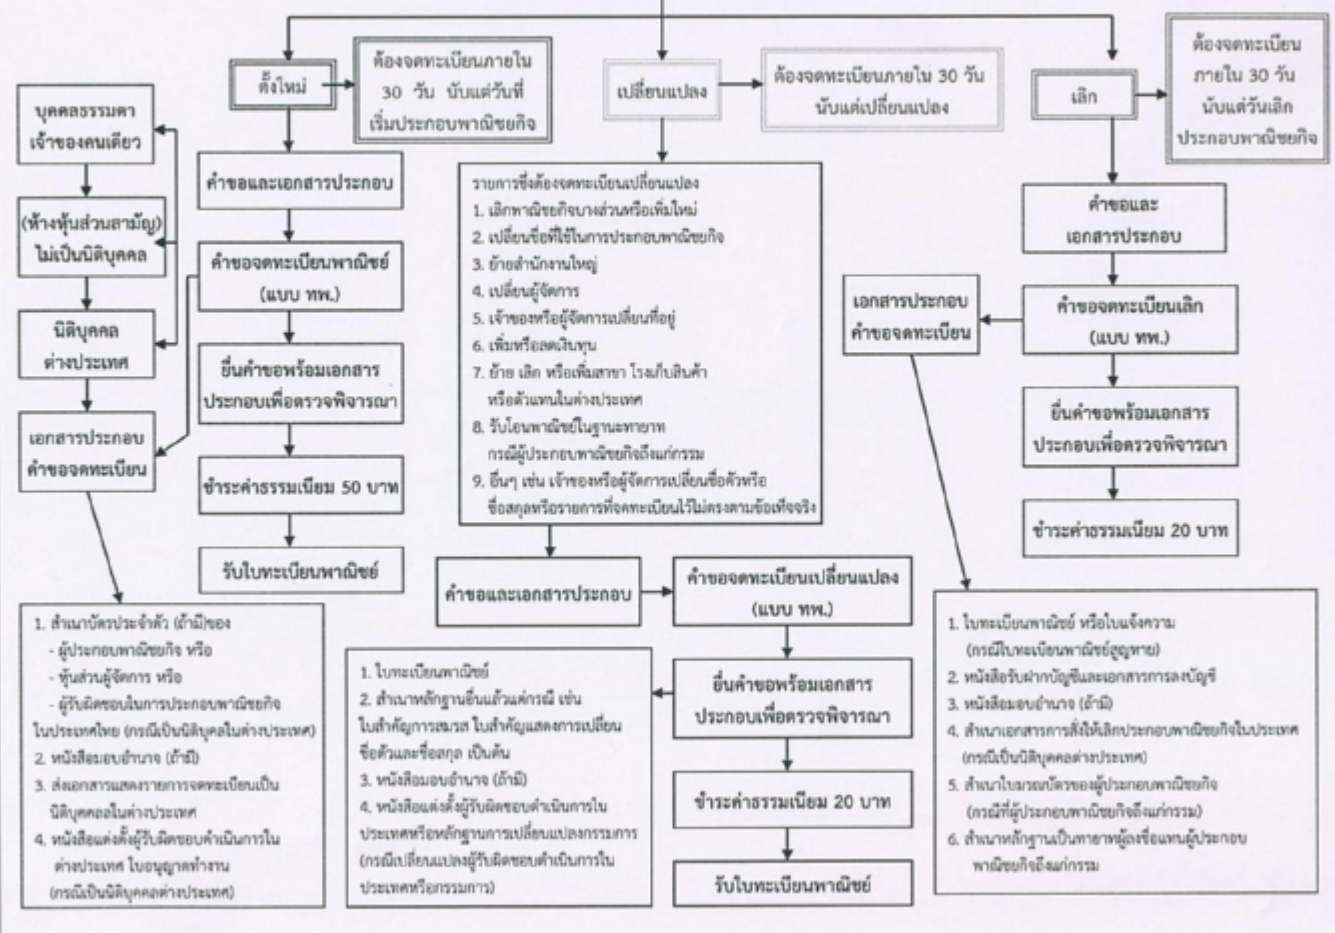 ตั้งใหม่
ต้องจดทะเบียนภายใน
30 วัน นับแต่วันที่
เริ่มประกอบพาณิชยกิจ
เปลี่ยนแปลง
ต้องจดทะเบียนภายใน 30 วัน
นับแต่เปลี่ยนแปลง
เลิก
ต้องจดทะเบียน
ภายใน 30 วัน
นับแต่วันเลิก
ประกอบพาณิชยกิจ
บุคคลธรรมดา
เจ้าของคนเดียว
(ห้างหุ้นส่วนสามัญ)
ไม่เป็นนิติบุคคล
นิติบุคคล
ต่างประเทศ
เอกสารประกอบ
คำขอจดทะเบียน
คำขอและเอกสารประกอบ
คำขอจดทะเบียนพาณิชย์
(แบบ ทพ.)
ยื่นคำขอพร้อมเอกสาร
ประกอบเพื่อตรวจพิจารณา
ชำระค่าธรรมเนียม 50 บาท
รับใบทะเบียนพาณิชย์
1. สำเนาบัตรประจำตัว (ถ้ามี)ของ
- ผู้ประกอบพาณิชยกิจ หรือ
- หุ้นส่วนผู้จัดการ หรือ
- ผู้รับผิดชอบในการประกอบพาณิชยกิจ
ในประเทศไทย (กรณีเป็นนิติบุคลในต่างประเทศ)
2. หนังสือมอบอำนาจ (ถ้ามี)
3. ส่งเอกสารแสดงรายการจดทะเบียนเป็น
นิติบุคคลลในต่างประเทศ
4. หนังสือแต่งตั้งผู้รับผิดชอบดำเนินการใน
ต่างประเทศ ใบอนุญาตทำงาน
(กรณีเป็นนิติบุคคลต่างประเทศ)
รายการซึ่งต้องจดทะเบียนเปลี่ยนแปลง
1. เลิกพาณิชยกิจบางส่วนหรือเพิ่มใหม่
2. เปลี่ยนชื่อที่ใช้ในการประกอบพาณิชยกิจ
3. ย้ายสำนักงานใหญ่
4. เปลี่ยนผู้จัดการ
5. เจ้าของหรือผู้จัดการเปลี่ยนที่อยู่
6. เพิ่มหรือลดเงินทุน
7. ย้าย เลิก หรือเพิ่มสาขา โรงเก็บสินค้า
หรือตัวแทนในต่างประเทศ
8. รับโอนพาณิชย์ในฐานะทายาท
กรณีผู้ประกอบพาณิชยกิจถึงแก่กรรม
9. อื่นๆ เช่น เจ้าของหรือผู้จัดการเปลี่ยนชื่อตัวหรือ
ชื่อสกุลหรือรายการที่จดทะเบียนไว้ไม่ตรงตามข้อเท็จจริง
คำขอและเอกสารประกอบ
คำขอจดทะเบียนเปลี่ยนแปลง
(แบบ ทพ.)
ยื่นคำขอพร้อมเอกสาร
ประกอบเพื่อตรวจพิจารณา
ชำระค่าธรรมเนียม 20 บาท
รับใบทะเบียนพาณิชย์
1. ใบทะเบียนพาณิชย์
2. สำเนาหลักฐานอื่นแล้วแต่กรณี เช่น
ใบสำคัญการสมรส ใบสำคัญแสดงการเปลี่ยน
ชื่อตัวและชื่อสกุล เป็นต้น
3. หนังสือมอบอำนาจ (ถ้ามี)
4. หนังสือแต่งตั้งผู้รับผิดชอบดำเนินการใน
ประเทศหรือหลักฐานการเปลี่ยนแปลงกรรมการ
(กรณีเปลี่ยนแปลงผู้รับผิดชอบดำเนินการใน
ประเทศหรือกรรมการ)
คำขอและ
เอกสารประกอบ
คำขอจดทะเบียนเลิก
(แบบ ทพ.)
เอกสารประกอบ
คำขอจดทะเบียน
ยื่นคำขอพร้อมเอกสาร
ประกอบเพื่อตรวจพิจารณา
ชำระค่าธรรมเนียม 20 บาท
1. ใบทะเบียนพาณิชย์ หรือใบแจ้งความ
(กรณีใบทะเบียนพาณิชย์สูญหาย)
2. หนังสือรับฝากบัญชีและเอกสารการลงบัญชี
3. หนังสือมอบอำนาจ (ถ้ามี)
4. สำเนาเอกสารการสั่งให้เลิกประกอบพาณิชยกิจในประเทศ
(กรณีเป็นนิติบุคคลต่างประเทศ)
5. สำเนาใบมรณบัตรของผู้ประกอบพาณิชยกิจ
(กรณีที่ผู้ประกอบพาณิชยกิจถึงแก่กรรม)
6. สำเนาหลักฐานเป็นทายาทผู้ลงชื่อแทนผู้ประกอบ
พาณิชยกิจถึงแก่กรรม